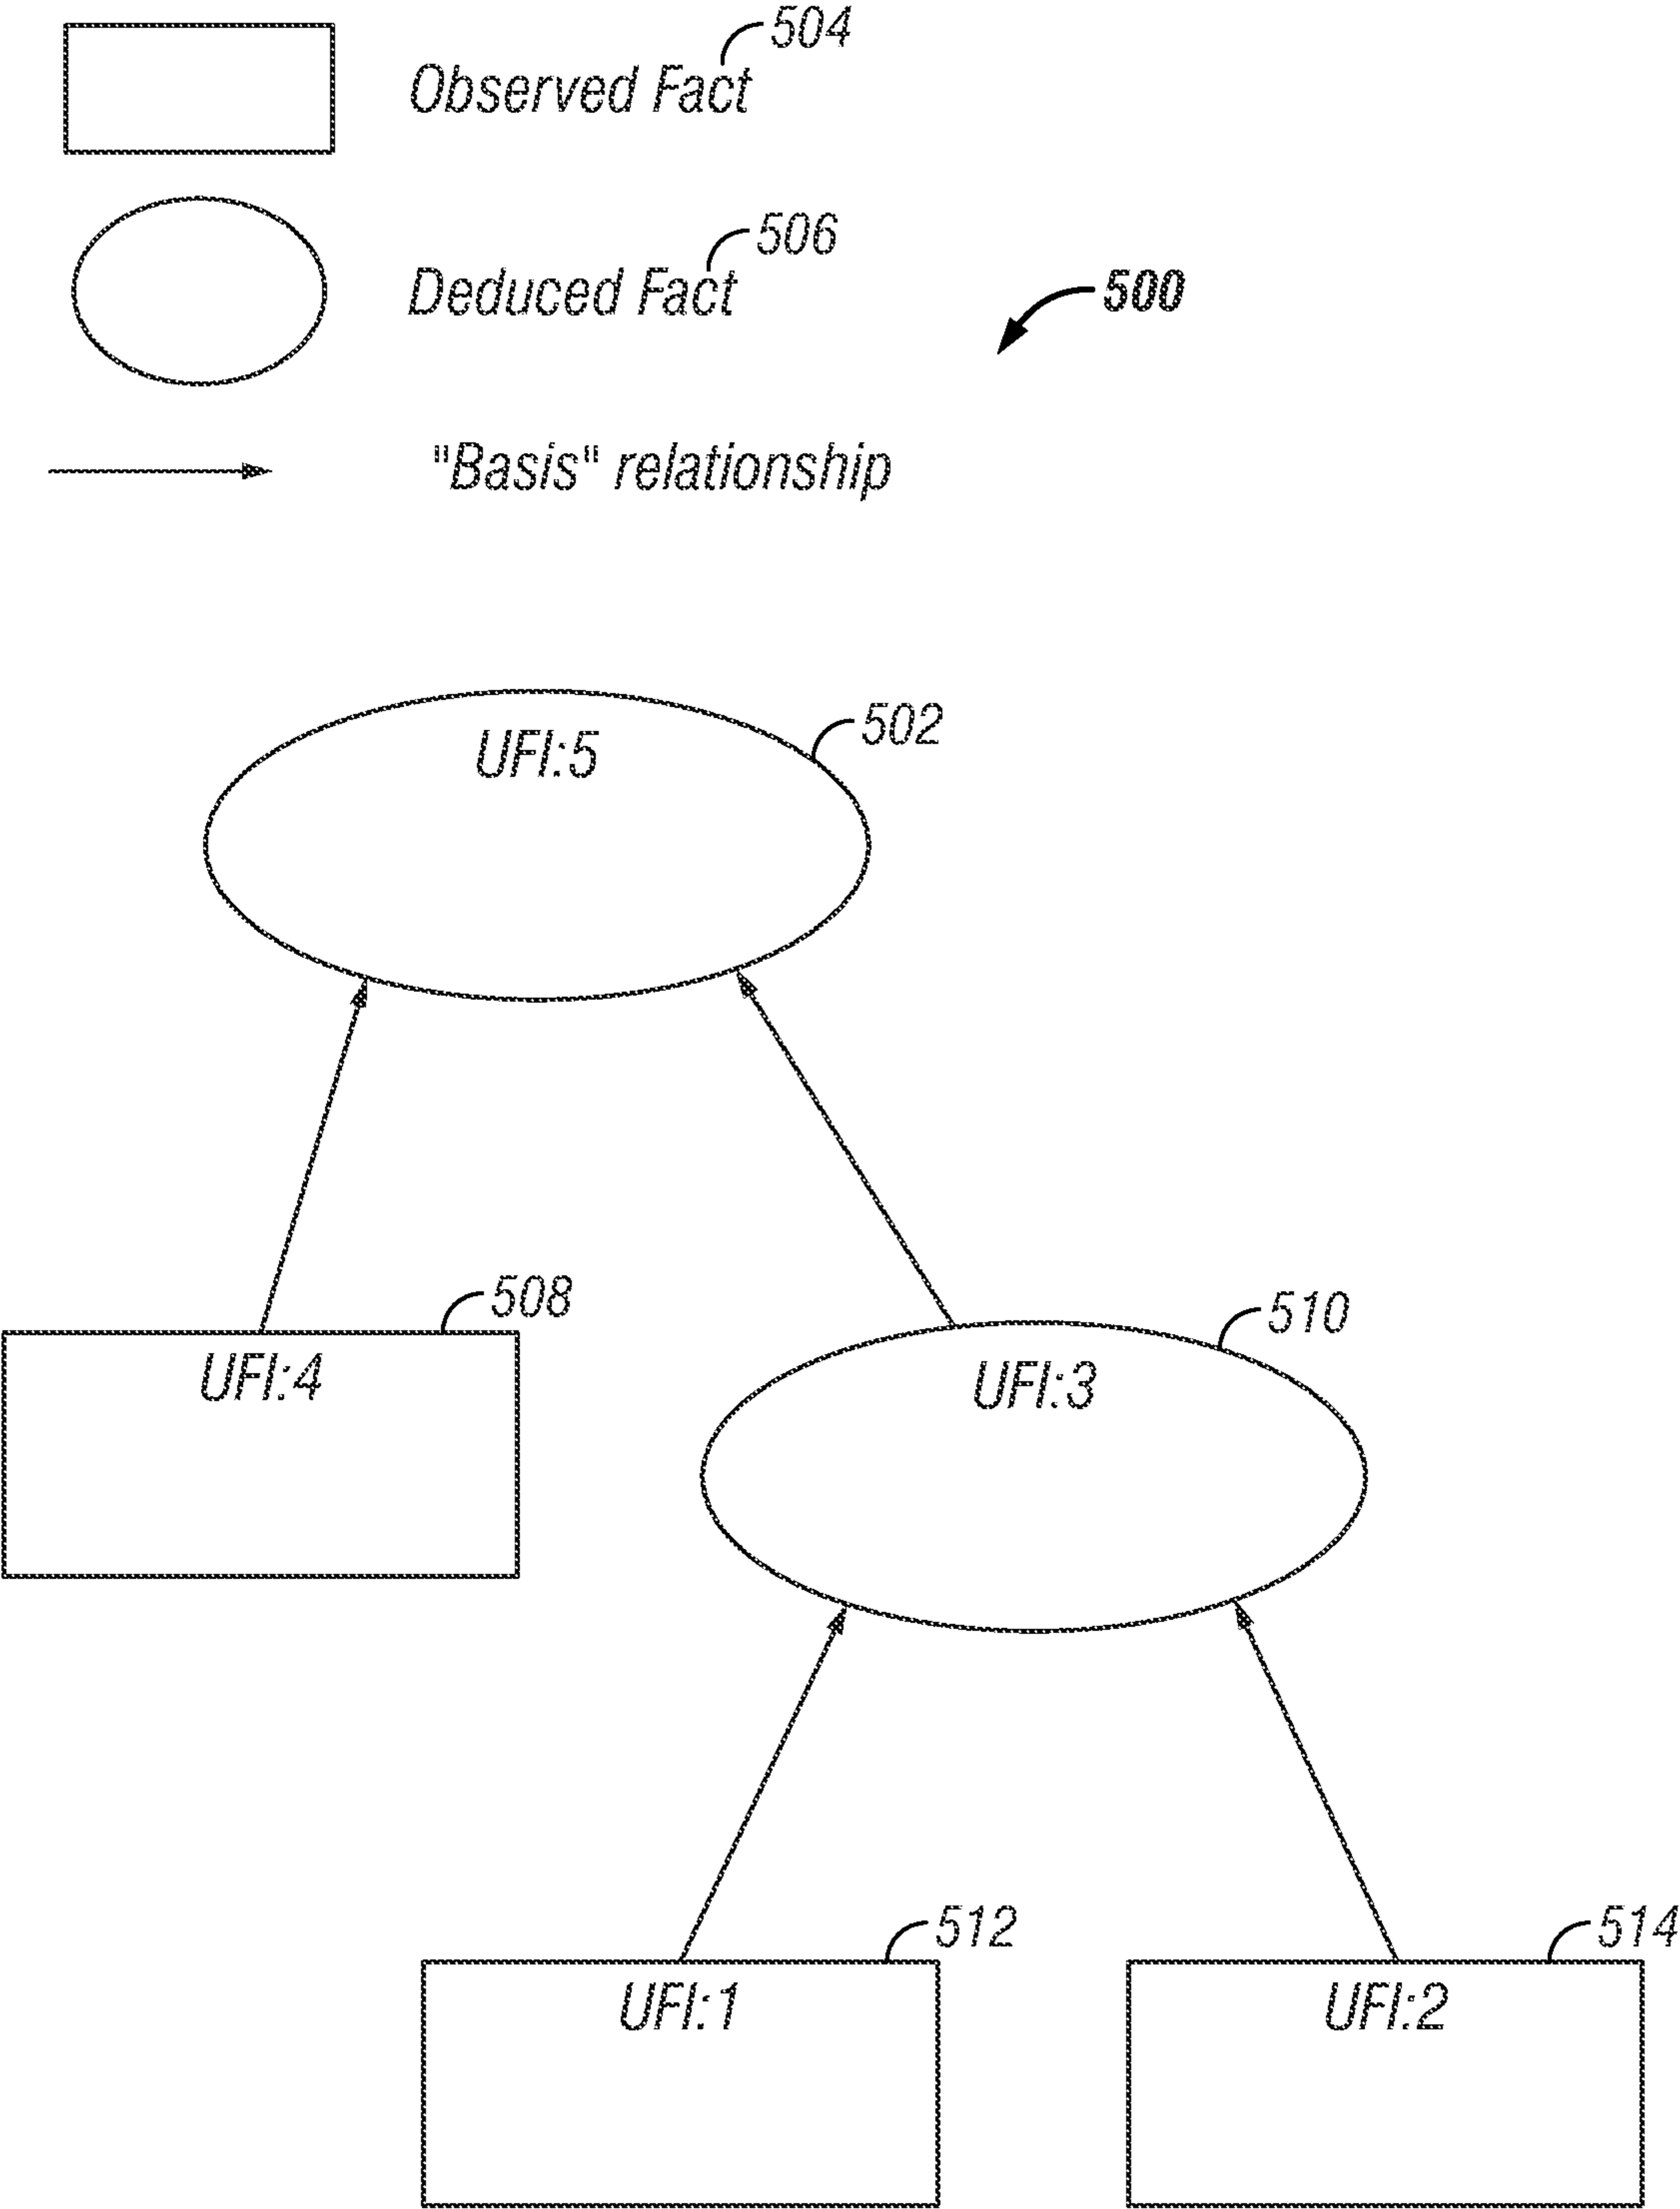 504
Observed Fact
506
Deduced Fact
500
"Basis" relationship
502
UFI:5
508
UFI:4
510
UFI:3
512
UFI:1
514
UFI:2